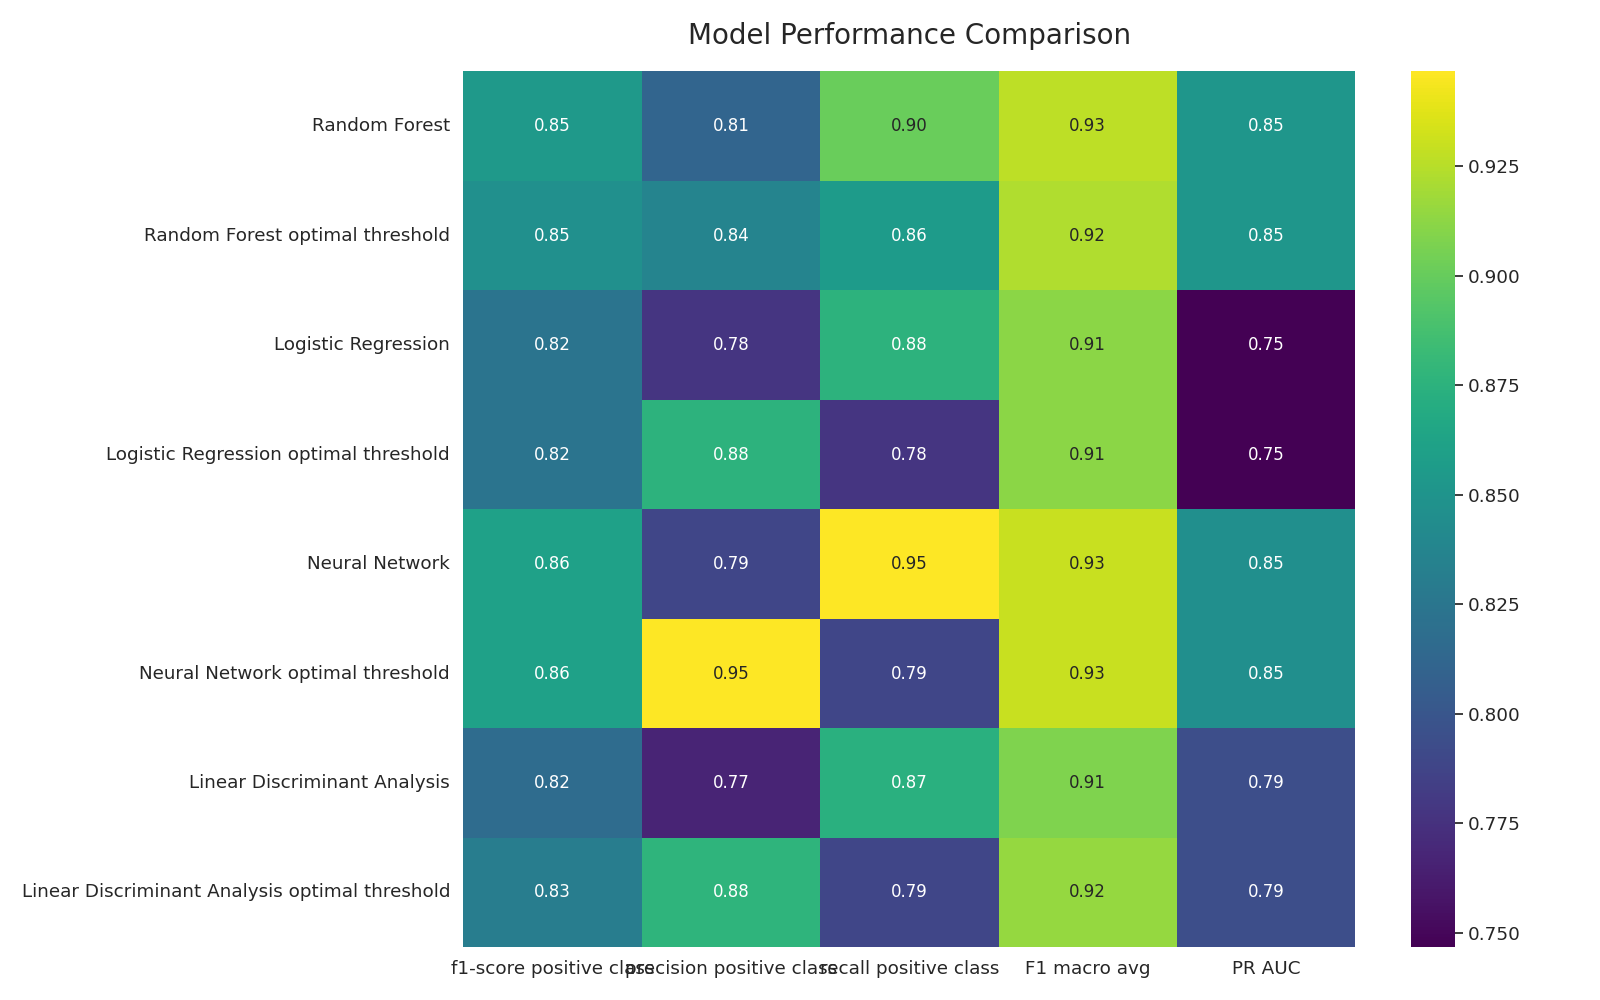 Model Performance Comparison
Random Forest 0.85 0.81 0.90 0.93 0.85
Random Forest optimal threshold 0.85 0.84 0.86 0.92 0.85
Logistic Regression 0.82 0.78 0.88 0.91 0.75
Logistic Regression optimal threshold 0.82 0.88 0.78 0.91 0.75
Neural Network 0.86 0.79 0.95 0.93 0.85
Neural Network optimal threshold 0.86 0.95 0.79 0.93 0.85
Linear Discriminant Analysis 0.82 0.77 0.87 0.91 0.79
Linear Discriminant Analysis optimal threshold 0.83 0.88 0.79 0.92 0.79
f1-score positive class precision positive class recall positive class F1 macro avg PR AUC
0.925
0.900
0.875
0.850
0.825
0.800
0.775
0.750